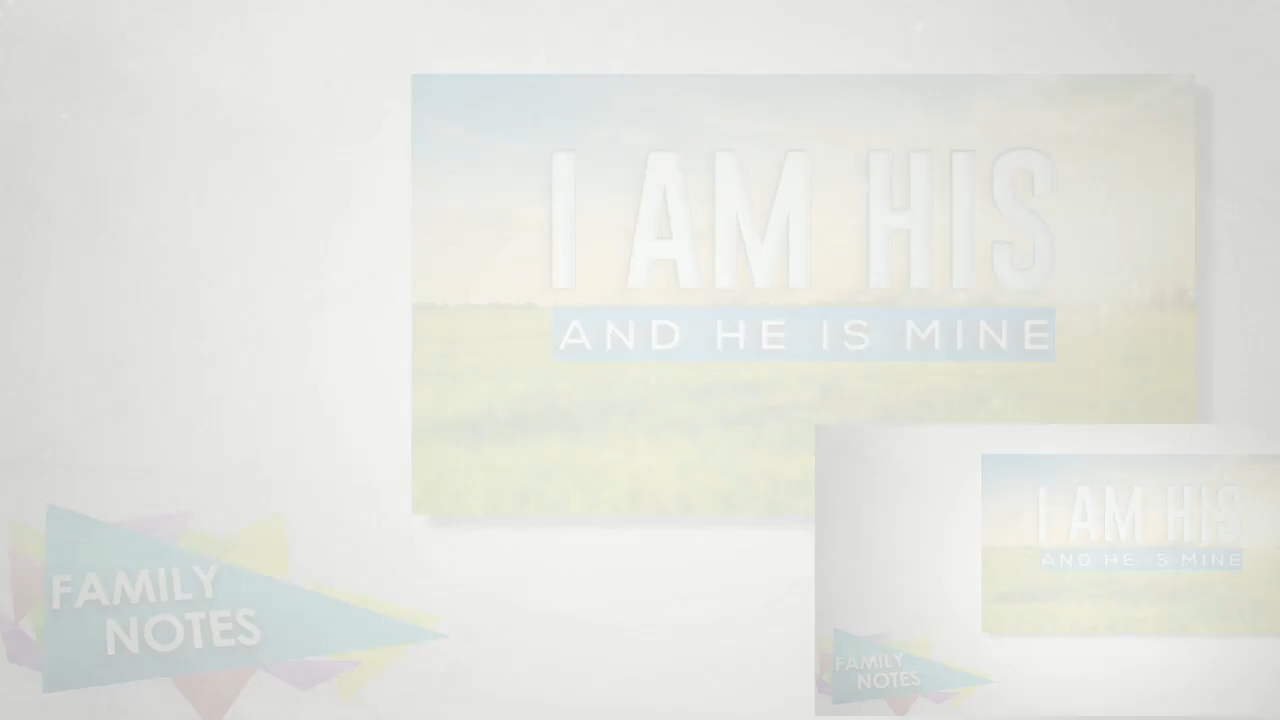 I AM HIS
AND HE IS MINE
FAMILY
NOTES
I AM HIS
AND HE IS MINE
FAMILY
NOTES